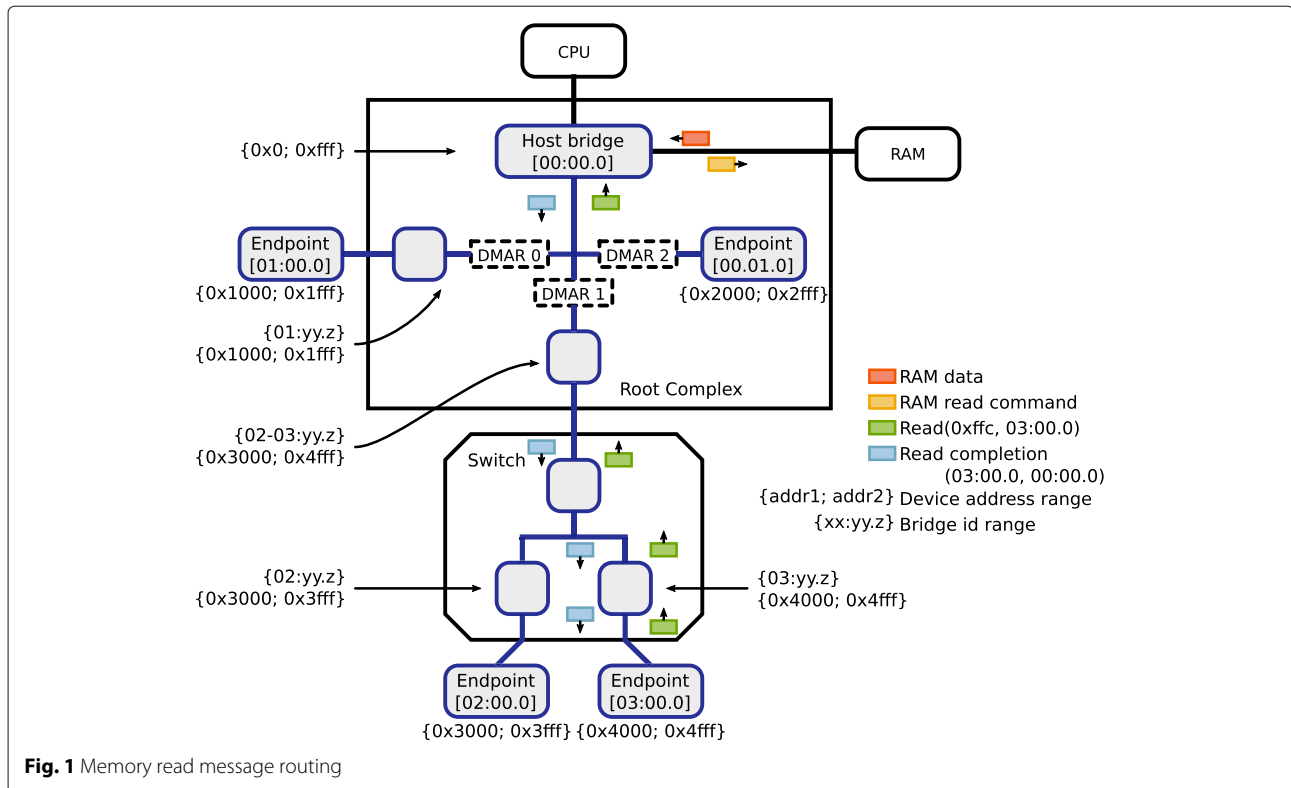 CPU
Host bridge
[00:00.0]
{0x0; 0xfff}
RAM
Endpoint
[01:00.0]
DMAR 0
DMAR 2
Endpoint
[00.01.0]
{0x1000; 0x1fff}
DMAR 1
{0x2000; 0x2fff}
{01:yy.z}
{0x1000; 0x1fff}
Root Complex
RAM data
RAM read command
Read(0xffc, 03:00.0)
Read completion
(03:00.0, 00:00.0)
{addr1; addr2} Device address range
{xx:yy.z} Bridge id range
{02-03:yy.z}
{0x3000; 0x4fff}
Switch
{02:yy.z}
{0x3000; 0x3fff}
{03:yy.z}
{0x4000; 0x4fff}
Endpoint
[02:00.0]
Endpoint
[03:00.0]
{0x3000; 0x3fff}
{0x4000; 0x4fff}
Fig. 1 Memory read message routing